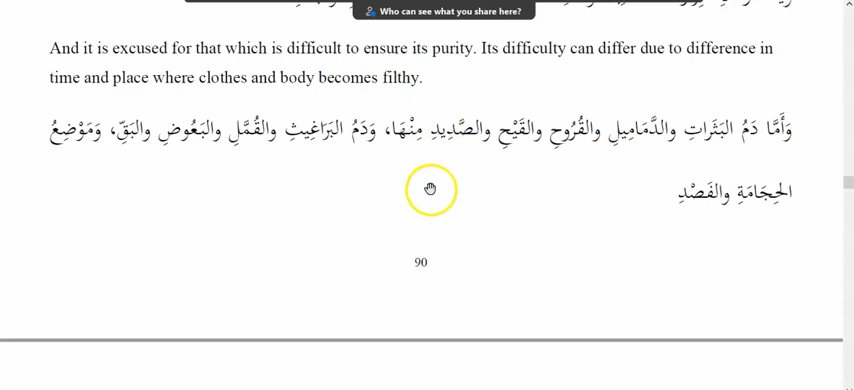 Who can see what you share here?
And it is excused for that which is difficult to ensure its purity. Its difficulty can differ due to difference in
time and place where clothes and body becomes filthy.
وَأَمَّا دَمُ البَثَرَاتِ والدَّمَامِيلِ والقُرُوحِ والقَيْحِ والصَّدِيدِ مِنْهَا، وَدَمُ البَرَاغِيثِ والقُمَّلِ والبَعُوضِ والبَقِّ، وَمَوْضِعُ
الحِجَامَةِ والفَصْدِ
90